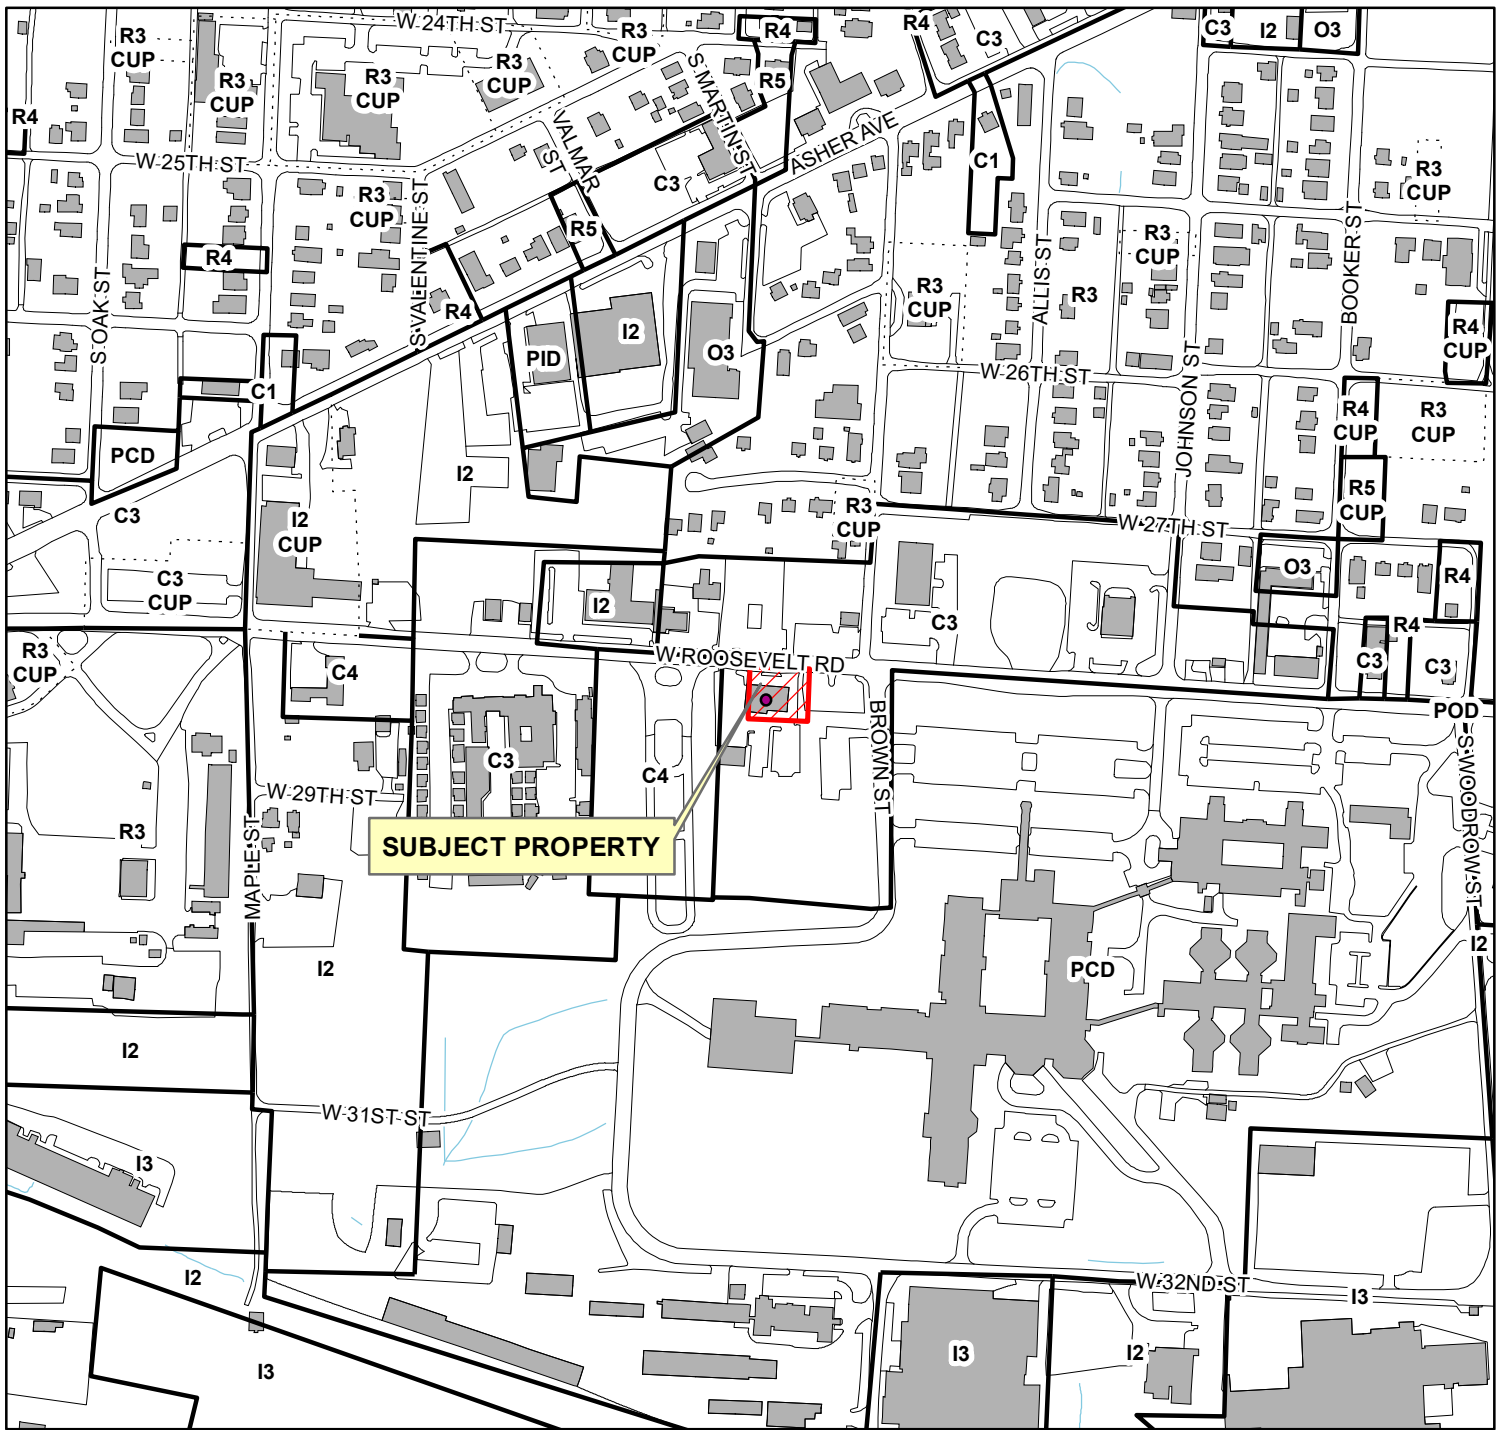 W 24TH ST
R4
C3
I2
O3
R4
C3
R3
CUP
R3
CUP
R3
CUP
R3
CUP
R3
CUP
R5
S MARTIN ST
R4
VALMAR
ST
ASHER AVE
W 25TH ST
C1
R3
CUP
C3
R3
CUP
S VALENTINE ST
R5
R4
R3
CUP
ALLIS ST
BOOKER ST
S OAK ST
R4
R3
CUP
R3
I2
PID
O3
R4
CUP
C1
W 26TH ST
JOHNSON ST
R4
CUP
R3
CUP
PCD
I2
R5
CUP
C3
I2
CUP
R3
CUP
W 27TH ST
O3
R4
C3
CUP
I2
C3
R4
R3
CUP
C4
W ROOSEVELT RD
C3
C3
POD
BROWN ST
C3
C4
S WOODROW ST
W 29TH ST
R3
MAPLE ST
SUBJECT PROPERTY
I2
I2
PCD
I2
W 31ST ST
I3
I2
W 32ND ST
I3
I3
I3
I2